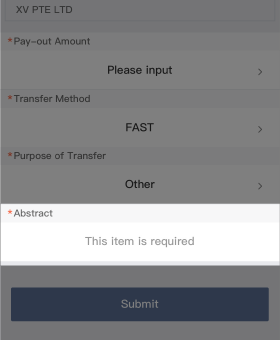 XV PTE LTD
*Pay-out Amount
Please input
*Transfer Method
FAST
*Purpose of Transfer
Other
*Abstract
This item is required
Submit